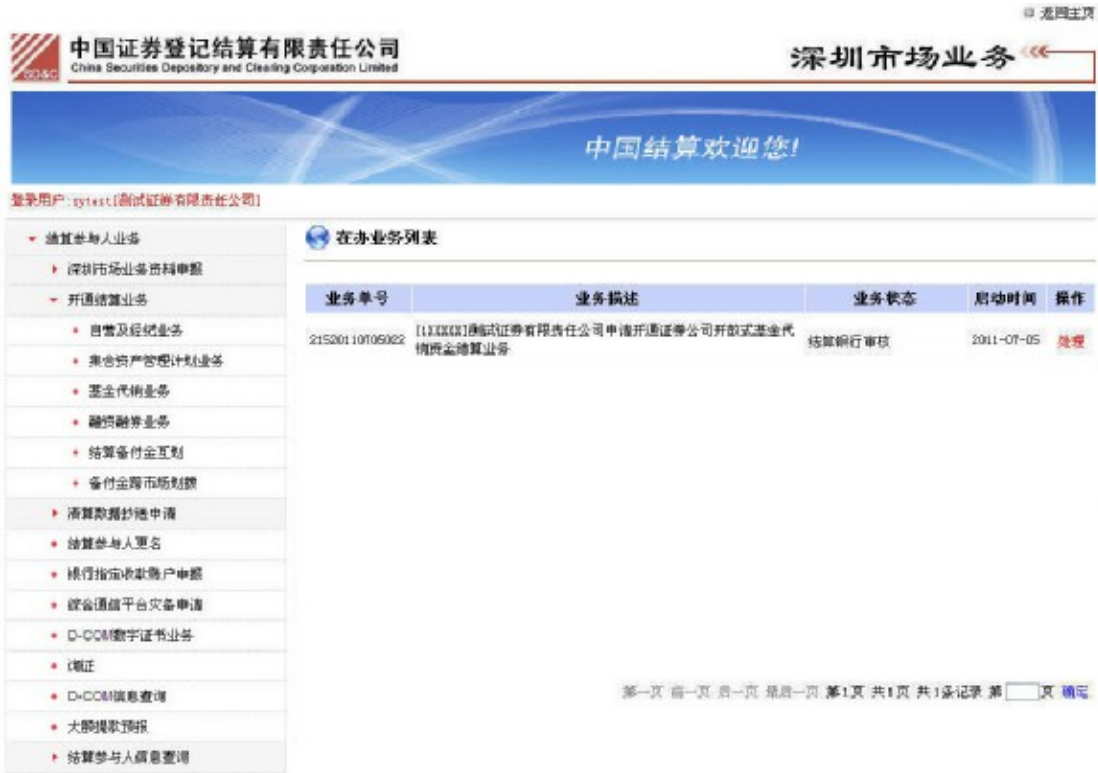 返回主页
中国证券登记结算有限责任公司
China Securities Depository and Clearing Corporation Limited
SD&C
深圳市场业务
中国结算欢迎您!
登录用户:sytest[测试证券有限责任公司]
结算参与人业务
深圳市场业务资料申报
开通结算业务
自营及经纪业务
集合资产管理计划业务
基金代销业务
融资融券业务
结算备付金互划
备付金跨市场划拨
清算数据抄送申请
结算参与人更名
银行指定收款账户申报
综合通信平台灾备申请
D-COM数字证书业务
D-COM信息查询
大额提款预报
结算参与人信息查询
在办业务列表
业务单号 业务描述 业务状态 启动时间 操作
21520110705022 [1XXXXX]测试证券有限责任公司申请开通证券公司开放式基金代
销资金结算业务 结算银行审核 2011-07-05 处理
第一页 前一页 后一页 最后一页 第1页 共1页 共1条记录 第 页 确定